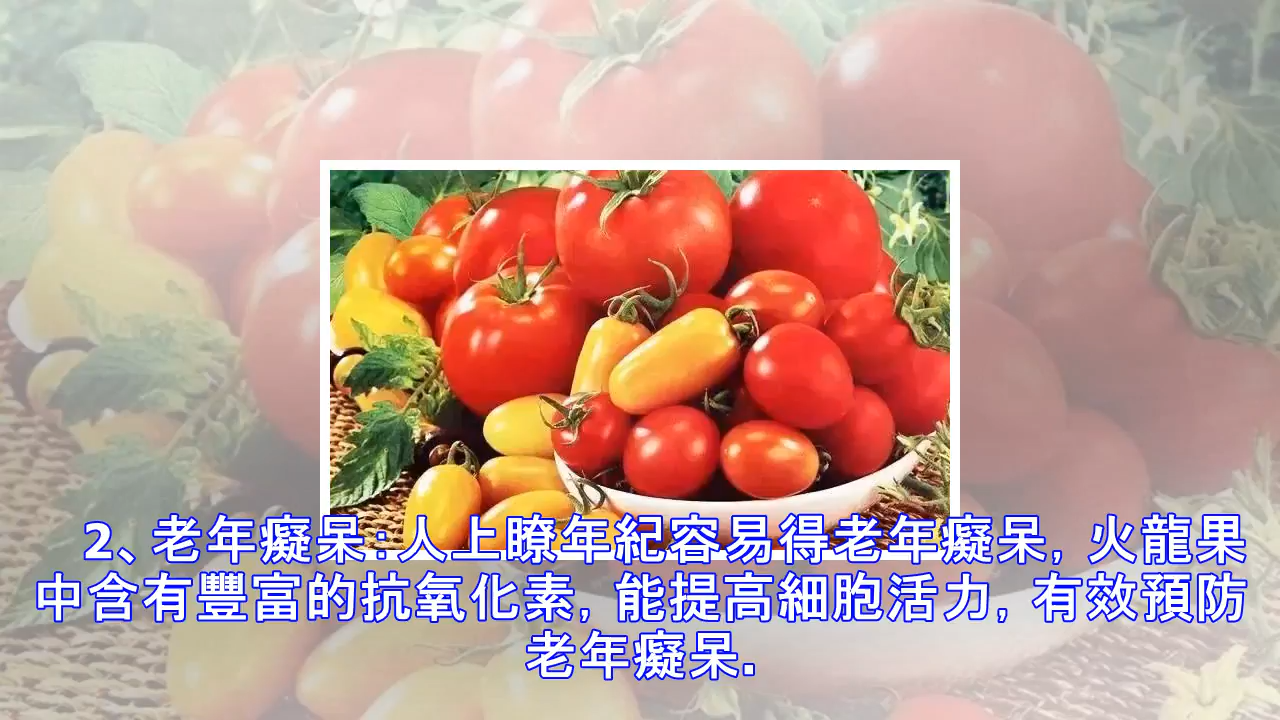 2、老年癡呆:人上瞭年紀容易得老年癡呆, 火龍果
中含有豐富的抗氧化素, 能提高細胞活力, 有效預防
老年癡呆.